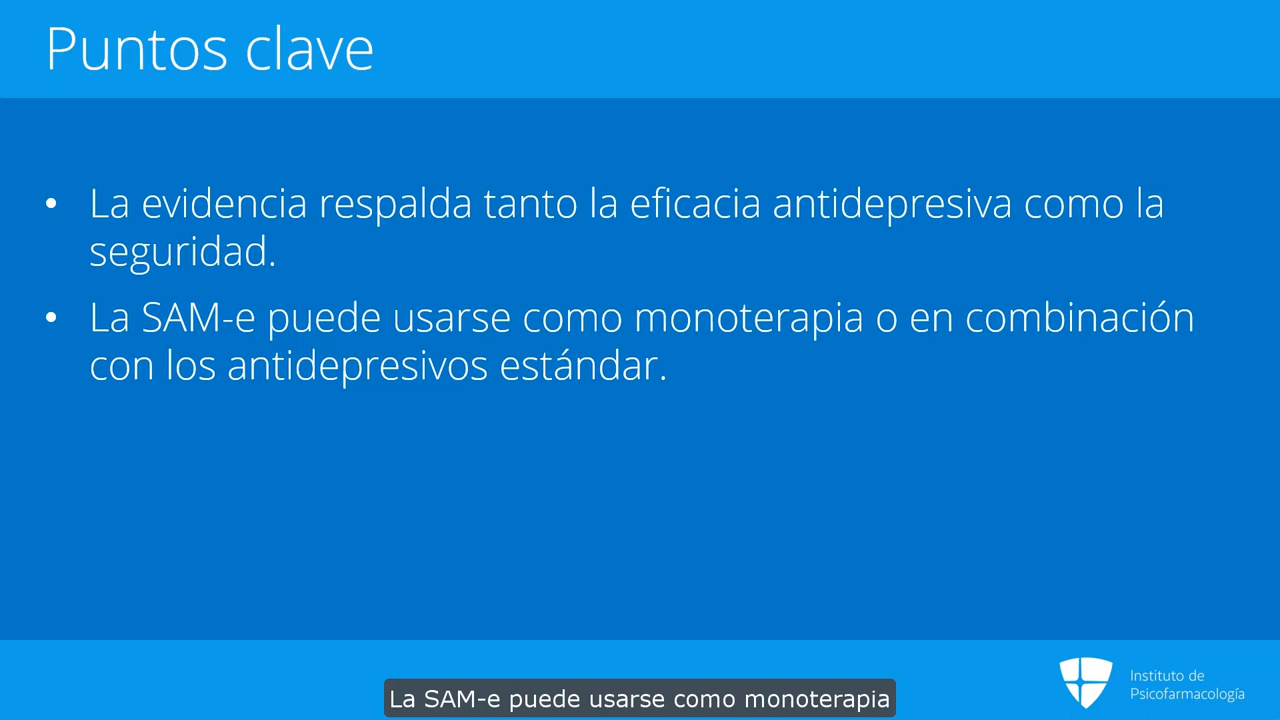 Puntos clave
• La evidencia respalda tanto la eficacia antidepresiva como la
seguridad.
• La SAM-e puede usarse como monoterapia o en combinación
con los antidepresivos estándar.
La SAM-e puede usarse como monoterapia
Instituto de
Psicofarmacología